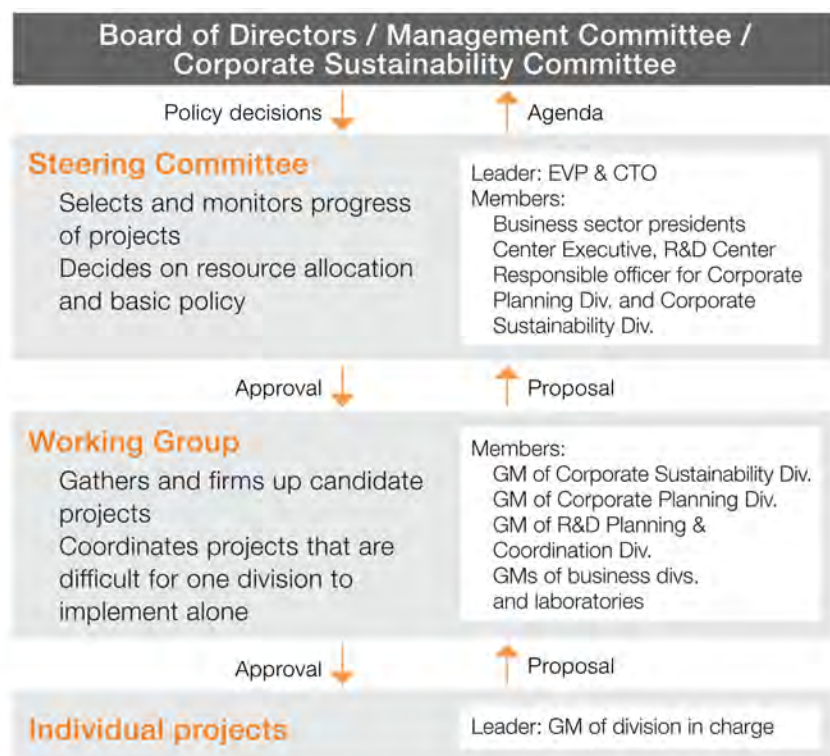 Board of Directors / Management Committee /
Corporate Sustainability Committee
Policy decisions
Agenda
Steering Committee
Selects and monitors progress
of projects
Decides on resource allocation
and basic policy
Leader: EVP & CTO
Members:
Business sector presidents
Center Executive, R&D Center
Responsible officer for Corporate
Planning Div. and Corporate
Sustainability Div.
Approval
Proposal
Working Group
Gathers and firms up candidate
projects
Coordinates projects that are
difficult for one division to
implement alone
Members:
GM of Corporate Sustainability Div.
GM of Corporate Planning Div.
GM of R&D Planning &
Coordination Div.
GMs of business divs.
and laboratories
Approval
Proposal
Individual projects
Leader: GM of division in charge